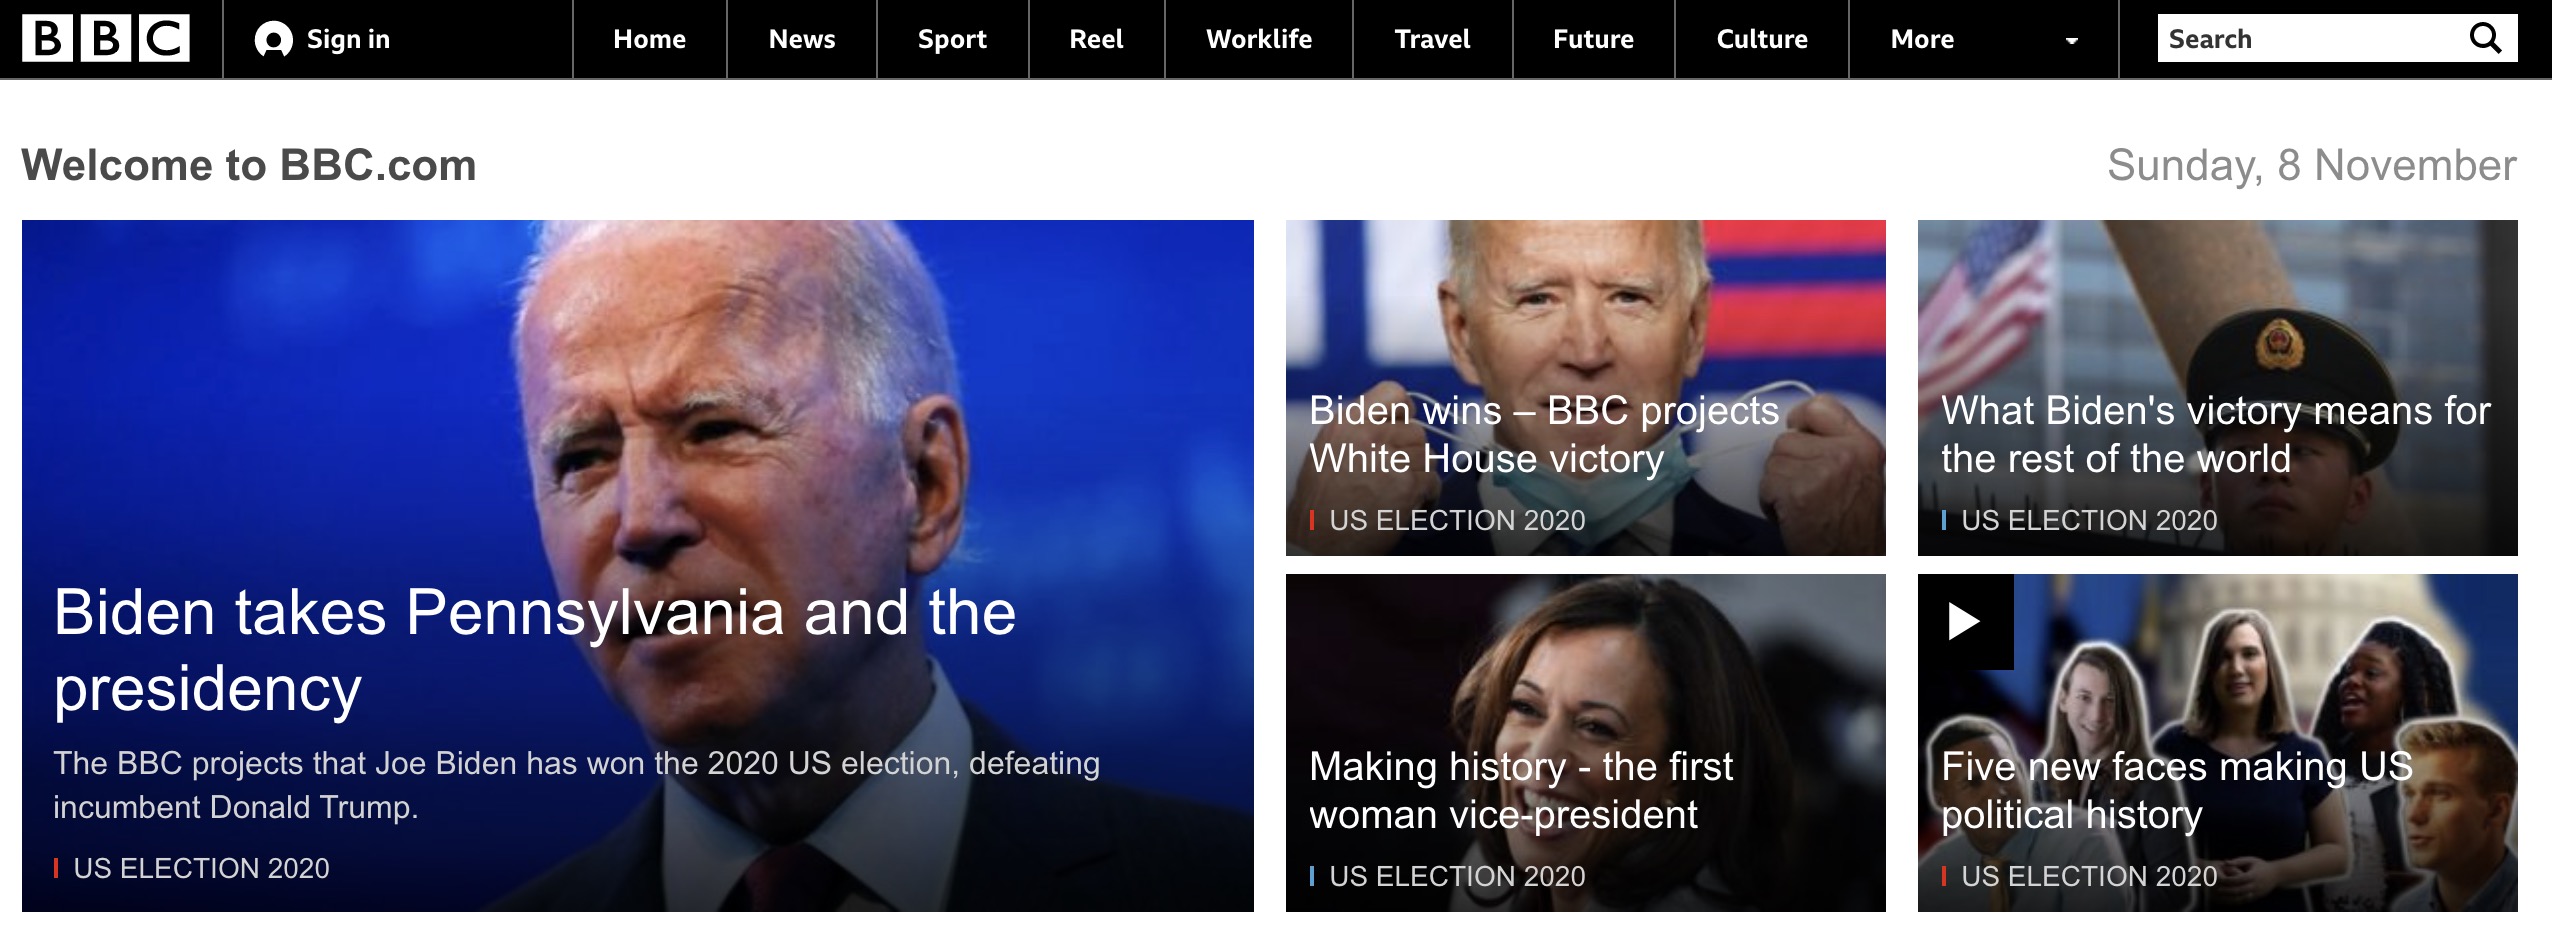 BBC
Sign in
Home
News
Sport
Reel
Worklife
Travel
Future
Culture
More
Search
Welcome to BBC.com
Sunday, 8 November
Biden takes Pennsylvania and the
presidency
The BBC projects that Joe Biden has won the 2020 US election, defeating
incumbent Donald Trump.
US ELECTION 2020
Biden wins – BBC projects
White House victory
US ELECTION 2020
What Biden's victory means for
the rest of the world
US ELECTION 2020
Making history - the first
woman vice-president
US ELECTION 2020
Five new faces making US
political history
US ELECTION 2020